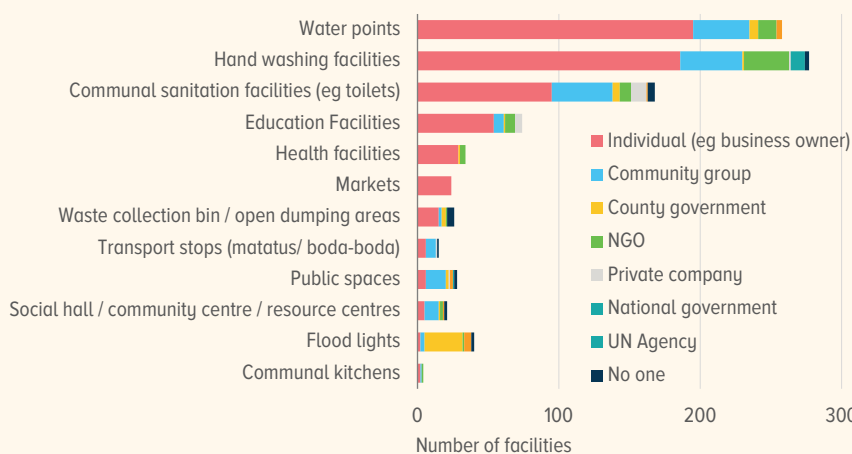 Water points
Hand washing facilities
Communal sanitation facilities (eg toilets)
Education Facilities
Health facilities
Markets
Waste collection bin / open dumping areas
Transport stops (matatus/ boda-boda)
Public spaces
Social hall / community centre / resource centres
Flood lights
Communal kitchens
Individual (eg business owner)
Community group
County government
NGO
Private company
National government
UN Agency
No one
0 100 200 300
Number of facilities